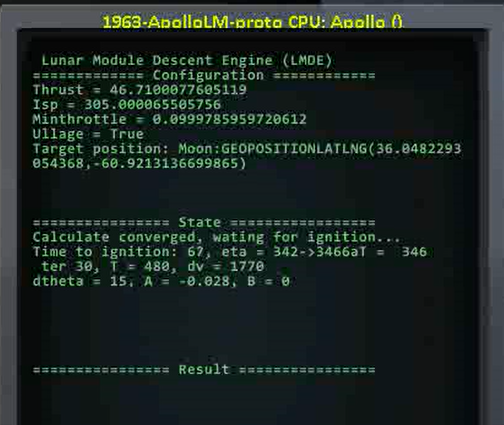 1963-ApolloLM-proto CPU: Apollo ()
Lunar Module Descent Engine (LMDE)
============= Configuration ============
Thrust = 46.7100077605119
Isp = 305.000065505756
Minthrottle = 0.0999785959720612
Ullage = True
Target position: Moon:GEOPOSITIONLATLNG(36.0482293
054368,-60.9213136699865)
================ State =================
Calculate converged, wating for ignition...
Time to ignition: 67, eta = 342->3466aT =  346
ter 30, T = 480, dv = 1770
dtheta = 15, A = -0.028, B = 0
================ Result ================